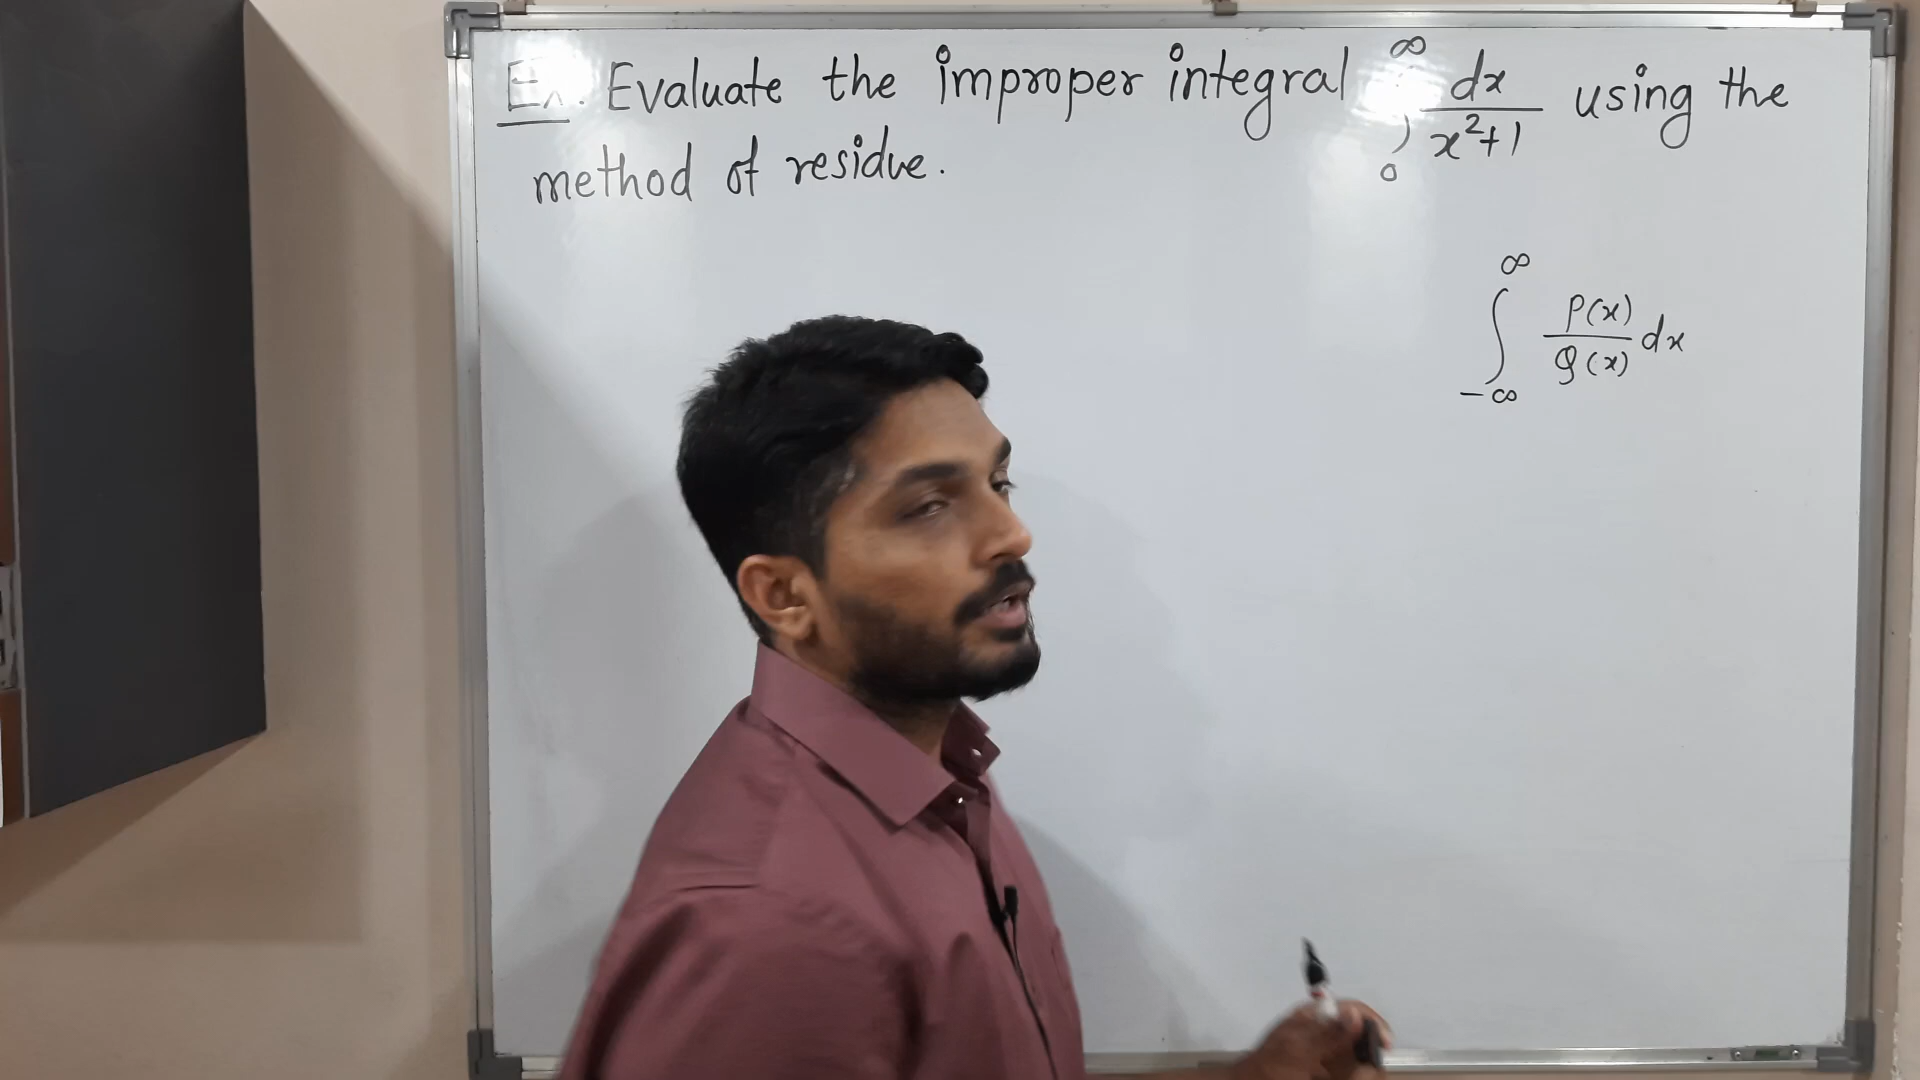 Ex. Evaluate the improper integral ∫₀^∞ dx/(x²+1) using the
method of residue.
∫_{-∞}^{∞} P(x)/Q(x) dx